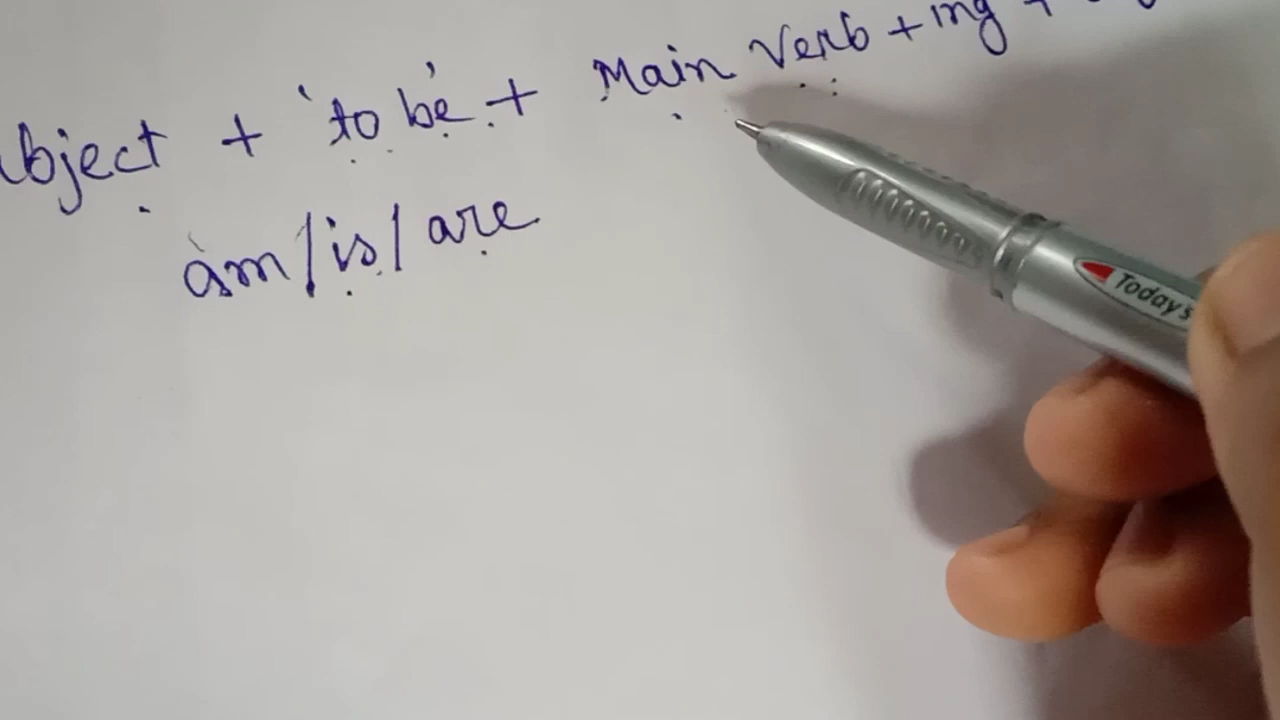 bject + 'to be' + Main Verb + ing +
am/is/are
Today's